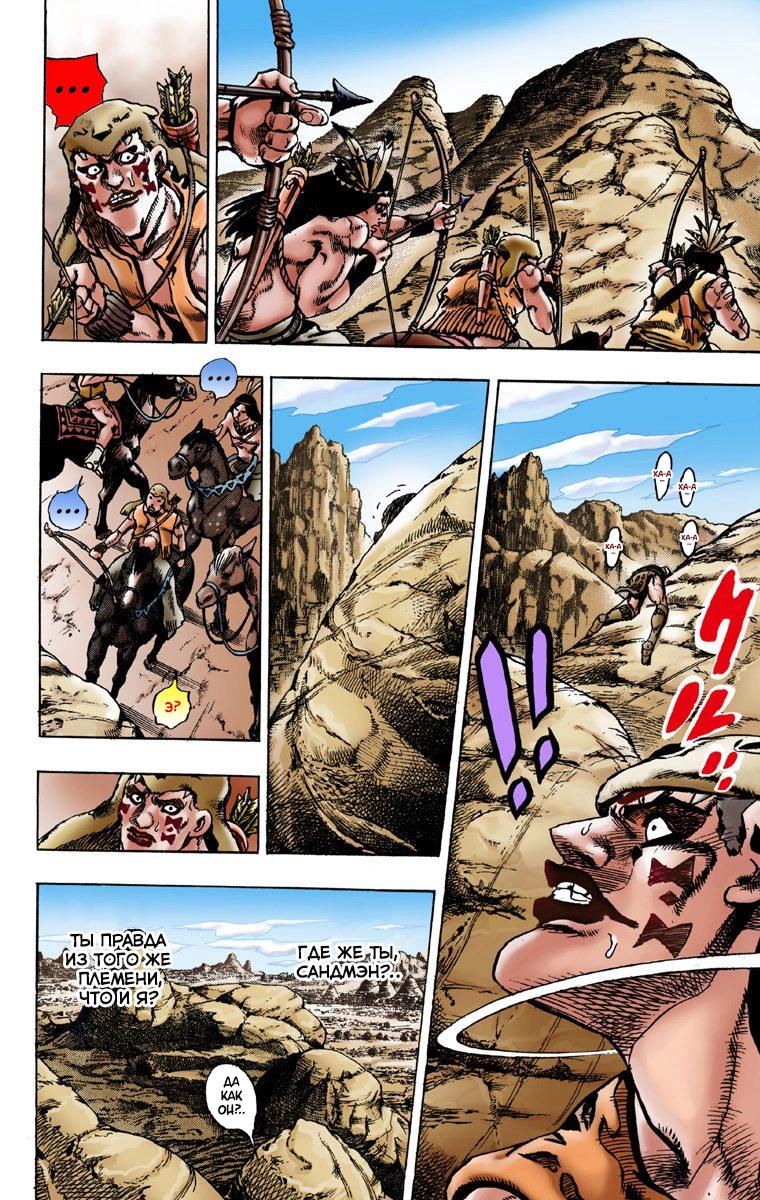 ...
ХА-А
...
ХА-А
...
ХА-А
...
ХА-А
...
!!
...
...
Э?
ГДЕ ЖЕ ТЫ,
САНДМЭН?..
ТЫ ПРАВДА
ИЗ ТОГО ЖЕ
ПЛЕМЕНИ,
ЧТО И Я?
ДА
КАК
ОН?..